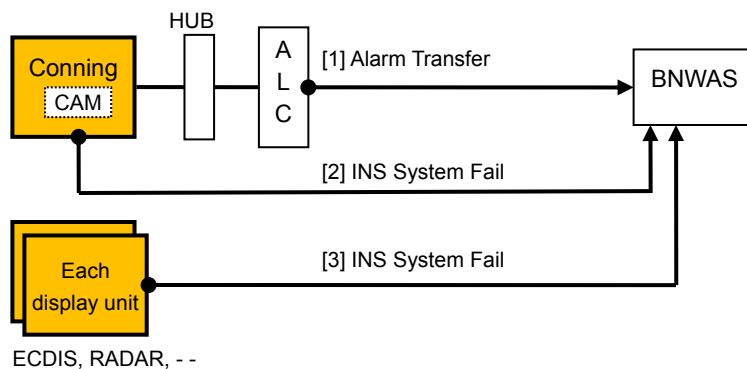 HUB
Conning
CAM
A
L
C
[1] Alarm Transfer
BNWAS
[2] INS System Fail
Each
display unit
[3] INS System Fail
ECDIS, RADAR, - -